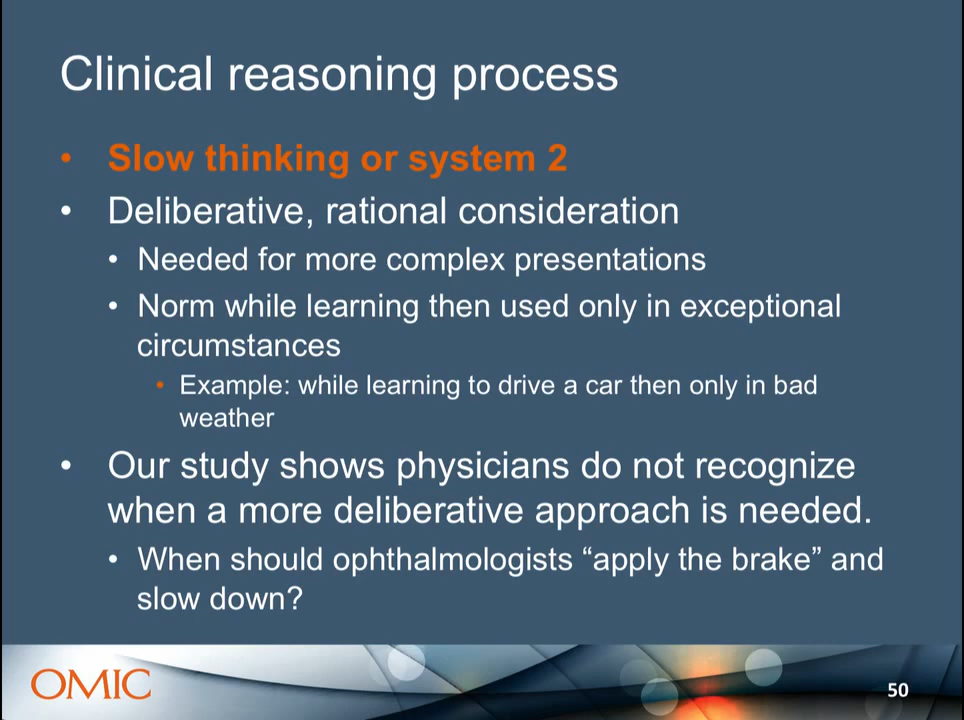 Clinical reasoning process
• Slow thinking or system 2
• Deliberative, rational consideration
• Needed for more complex presentations
• Norm while learning then used only in exceptional
circumstances
• Example: while learning to drive a car then only in bad
weather
• Our study shows physicians do not recognize
when a more deliberative approach is needed.
• When should ophthalmologists “apply the brake” and
slow down?
OMIC
50